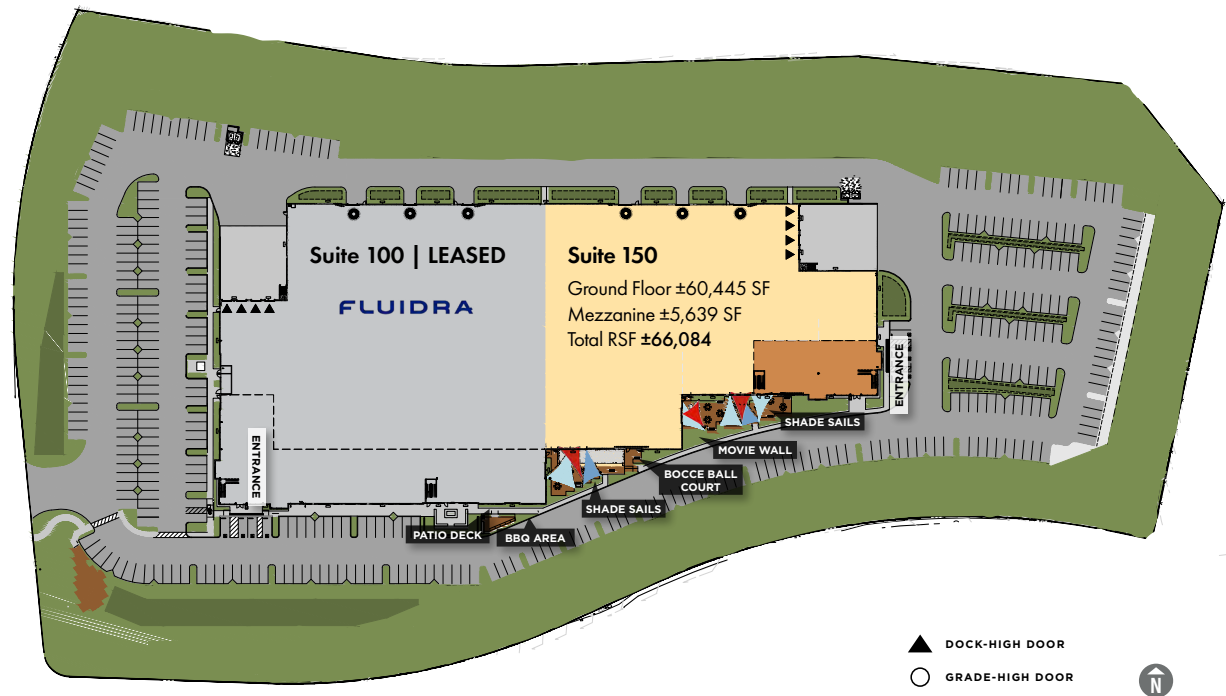 Suite 100 | LEASED
FLUIDRA
Suite 150
Ground Floor ±60,445 SF
Mezzanine ±5,639 SF
Total RSF ±66,084
ENTRANCE
ENTRANCE
SHADE SAILS
MOVIE WALL
BOCCE BALL
COURT
SHADE SAILS
PATIO DECK
BBQ AREA
DOCK-HIGH DOOR
GRADE-HIGH DOOR
N